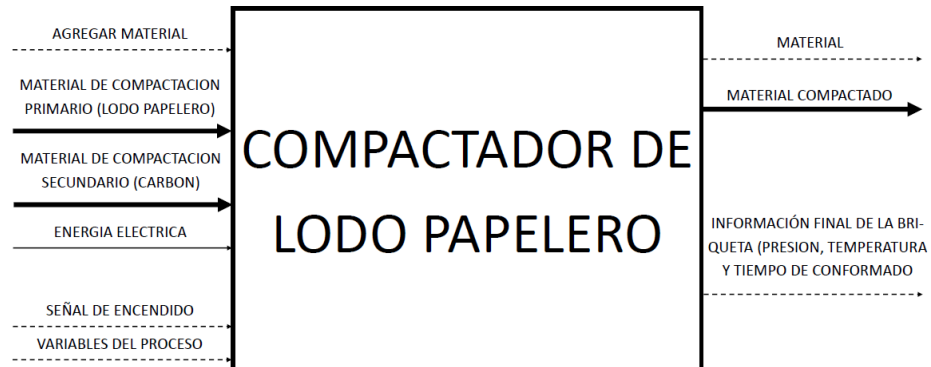 AGREGAR MATERIAL
MATERIAL DE COMPACTACION
PRIMARIO (LODO PAPELERO)
MATERIAL DE COMPACTACION
SECUNDARIO (CARBON)
ENERGIA ELECTRICA
SEÑAL DE ENCENDIDO
VARIABLES DEL PROCESO
COMPACTADOR DE
LODO PAPELERO
MATERIAL
MATERIAL COMPACTADO
INFORMACIÓN FINAL DE LA BRI-
QUETA (PRESION, TEMPERATURA
Y TIEMPO DE CONFORMADO